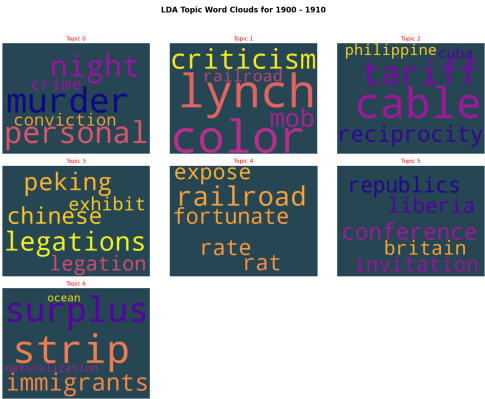 LDA Topic Word Clouds for 1900 - 1910
Topic 0
night
crime
murder
conviction
personal
Topic 1
criticism
railroad
lynch
mob
color
Topic 2
philippine
cuba
tariff
cable
reciprocity
Topic 3
peking
exhibit
chinese
legations
legation
Topic 4
expose
railroad
fortunate
rate
rat
Topic 5
republics
liberia
conference
britain
invitation
Topic 6
ocean
surplus
strip
naturalization
immigrants